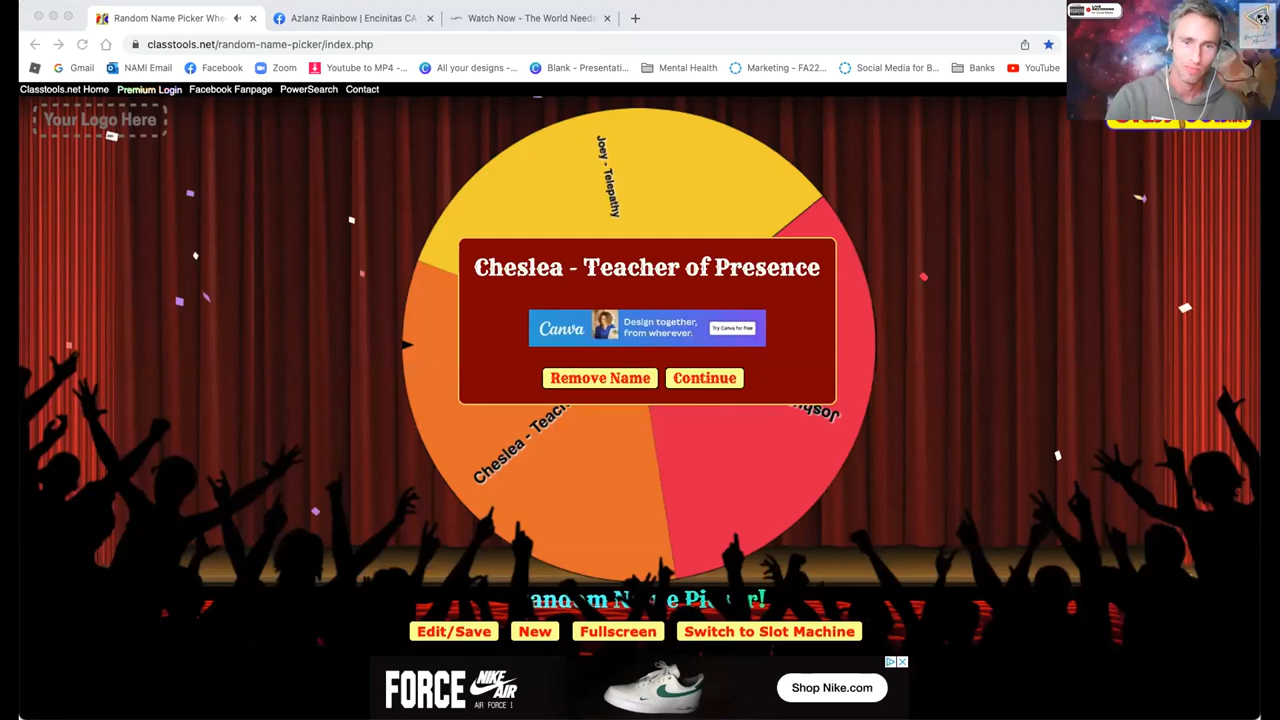 Random Name Picker Whe
Azlanz Rainbow | Encinitas CA
Watch Now - The World Needs
classtools.net/random-name-picker/index.php
Gmail
NAMI Email
Facebook
Zoom
Youtube to MP4 -...
All your designs -...
Blank - Presentati...
Mental Health
Marketing - FA22...
Social Media for B...
Banks
YouTube
Classtools.net Home
Premium Login
Facebook Fanpage
PowerSearch
Contact
Your Logo Here
Joey - Telepathy
Cheslea - Teacher of Presence
Canva
Design together,
from wherever.
Try Canva for free
Remove Name
Continue
Cheslea - Teach
Edit/Save
New
Fullscreen
Switch to Slot Machine
FORCE
NIKE
AIR
AIR FORCE 1
Shop Nike.com